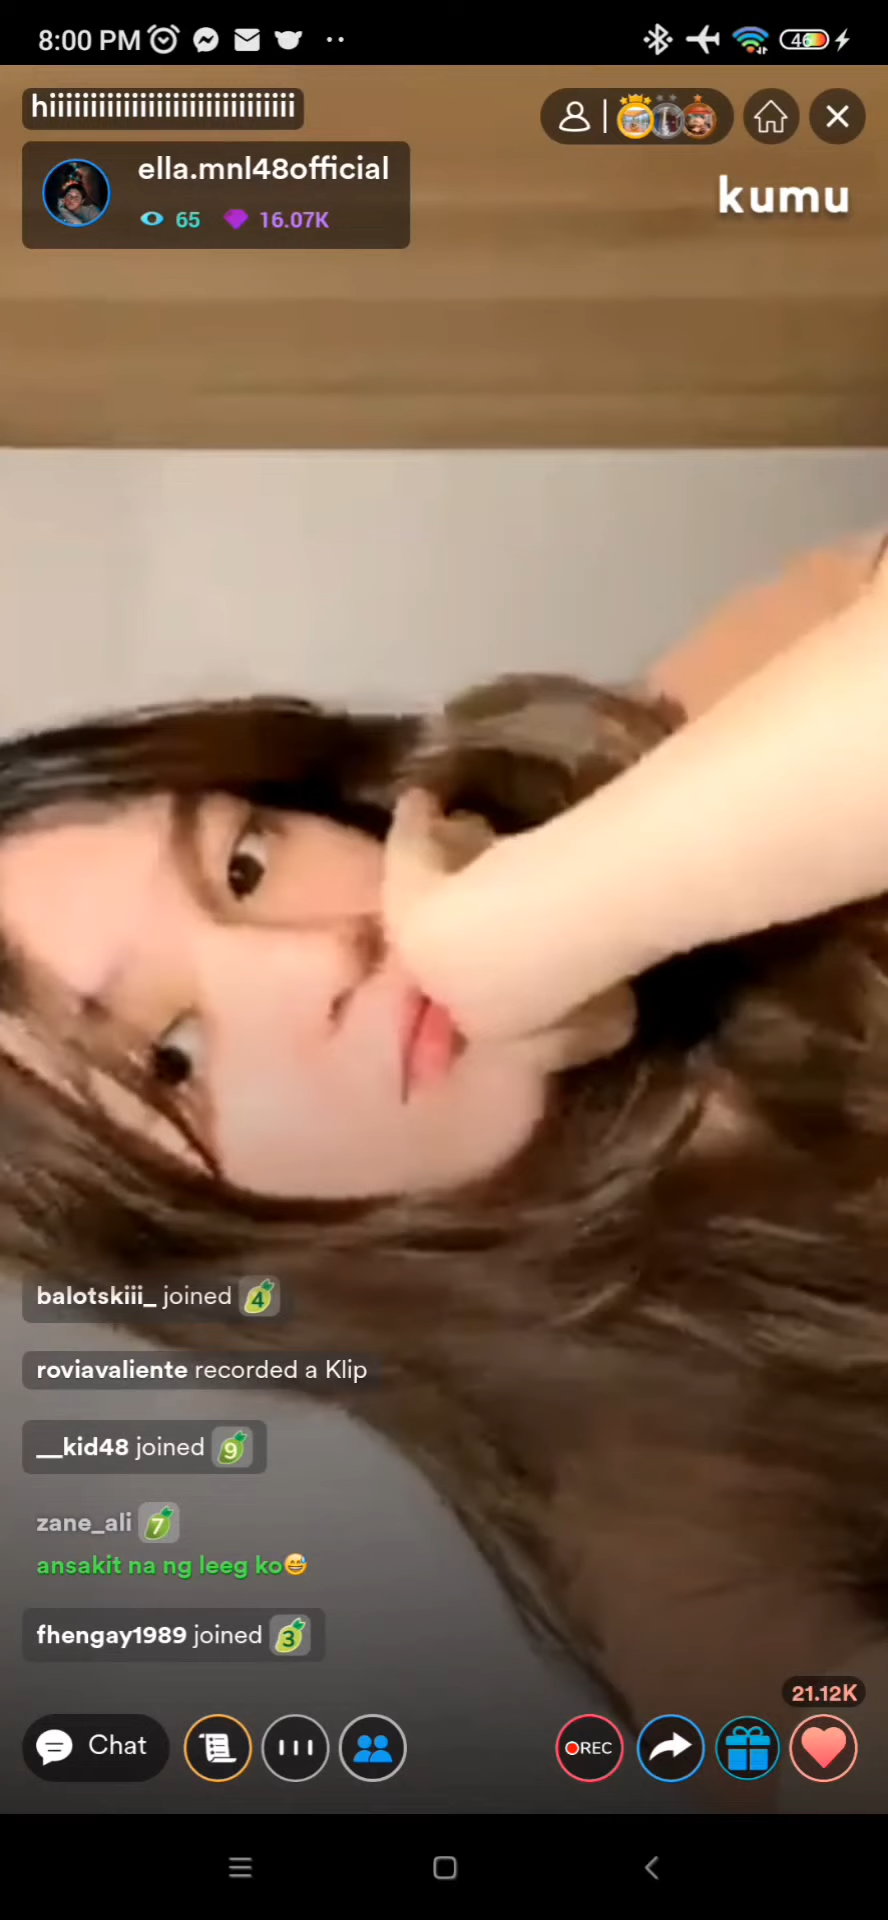 8:00 PM
46
hiiiiiiiiiiiiiiiiiiiiiiiiiiiiii
ella.mnl48official
65 16.07K
kumu
balotskiii_ joined 4
roviavaliente recorded a Klip
__kid48 joined 9
zane_ali 7
ansakit na ng leeg ko😅
fhengay1989 joined 3
21.12K
Chat
REC